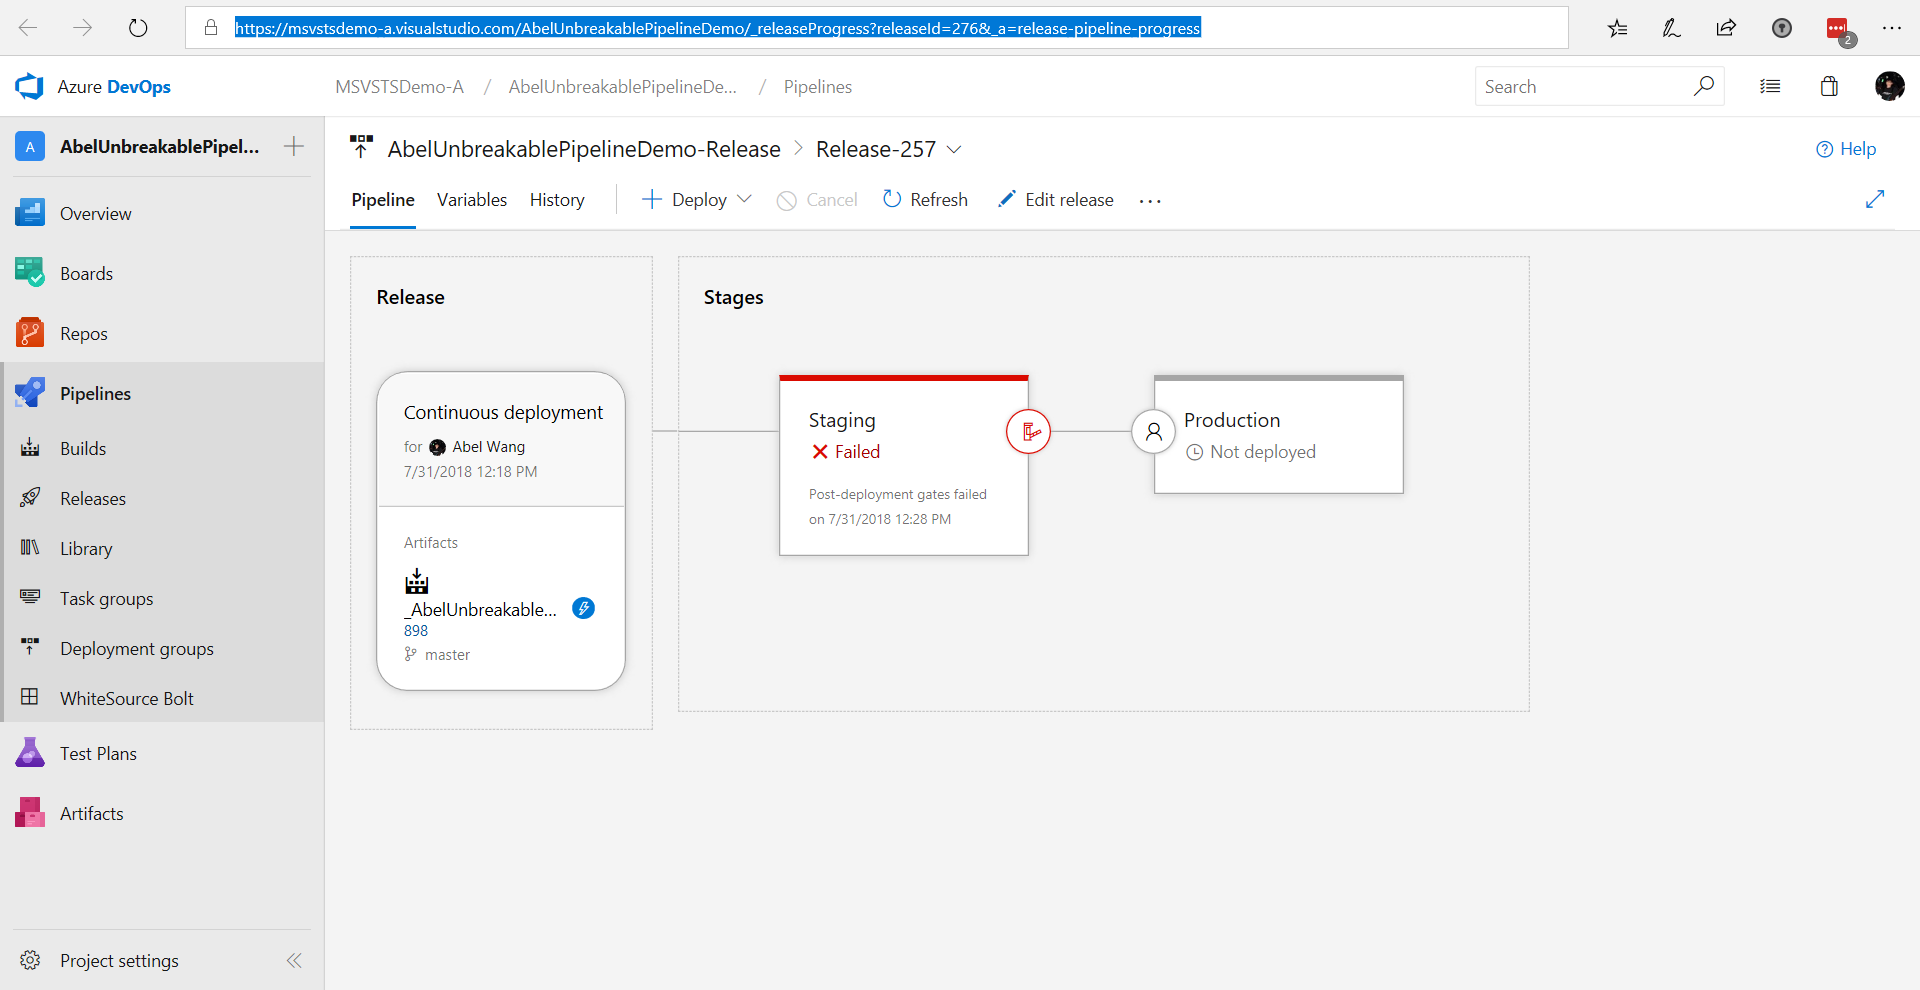 https://msvstsdemo-a.visualstudio.com/AbelUnbreakablePipelineDemo/_releaseProgress?releaseId=276&_a=release-pipeline-progress
2
Azure DevOps
MSVSTSDemo-A / AbelUnbreakablePipelineDe... / Pipelines
Search
A AbelUnbreakablePipel...
AbelUnbreakablePipelineDemo-Release > Release-257
Help
Pipeline Variables History Deploy Cancel Refresh Edit release ...
Overview
Boards
Repos
Pipelines
Builds
Releases
Library
Task groups
Deployment groups
WhiteSource Bolt
Test Plans
Artifacts
Project settings
Release
Continuous deployment
for Abel Wang
7/31/2018 12:18 PM
Artifacts
_AbelUnbreakable...
898
master
Stages
Staging
Failed
Post-deployment gates failed
on 7/31/2018 12:28 PM
Production
Not deployed